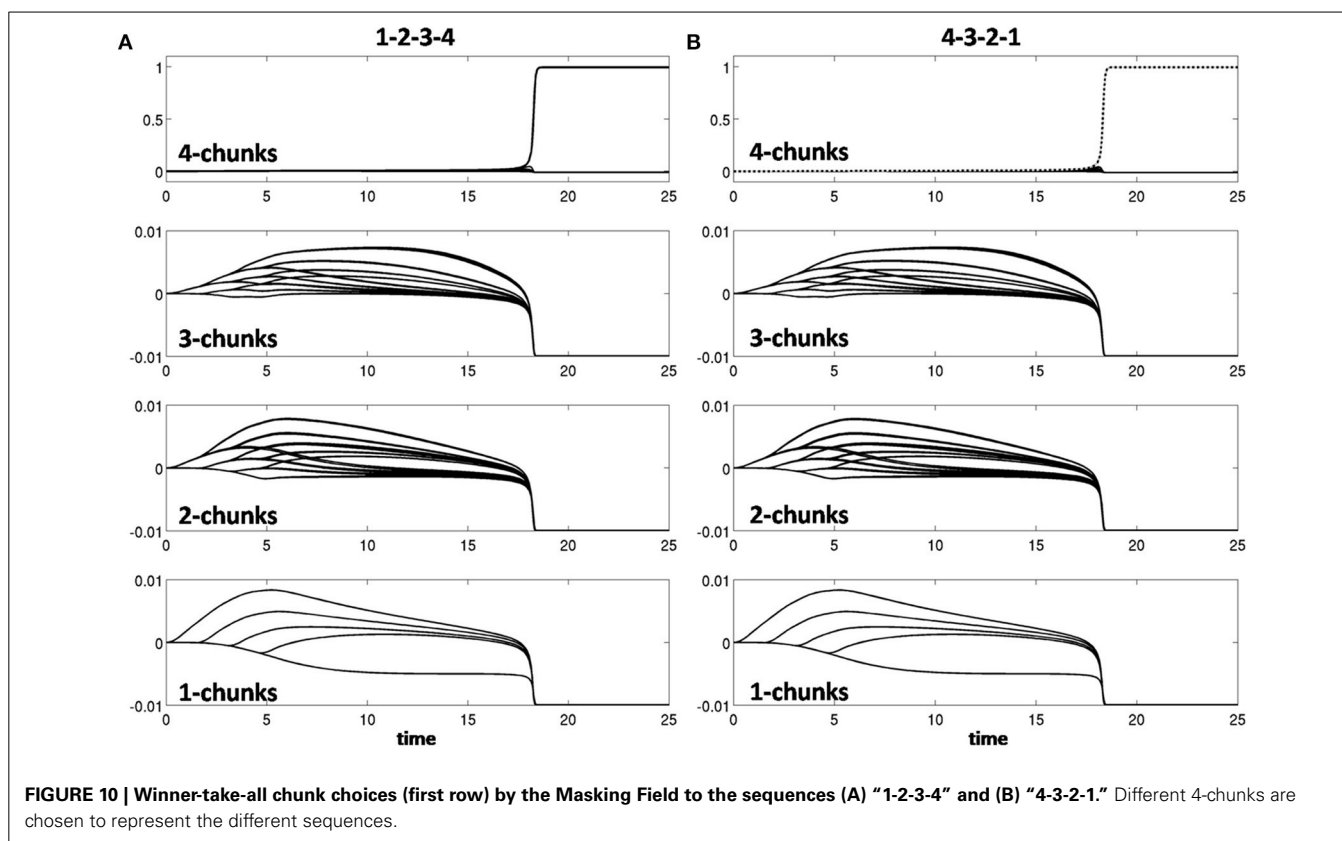 A
1-2-3-4
1
0.5
0
4-chunks
0 5 10 15 20 25
0.01
0
-0.01
3-chunks
0 5 10 15 20 25
0.01
0
-0.01
2-chunks
0 5 10 15 20 25
0.01
0
-0.01
1-chunks
0 5 10 15 20 25
time
B
4-3-2-1
1
0.5
0
4-chunks
0 5 10 15 20 25
0.01
0
-0.01
3-chunks
0 5 10 15 20 25
0.01
0
-0.01
2-chunks
0 5 10 15 20 25
0.01
0
-0.01
1-chunks
0 5 10 15 20 25
time
FIGURE 10 | Winner-take-all chunk choices (first row) by the Masking Field to the sequences (A) “1-2-3-4” and (B) “4-3-2-1.” Different 4-chunks are
chosen to represent the different sequences.